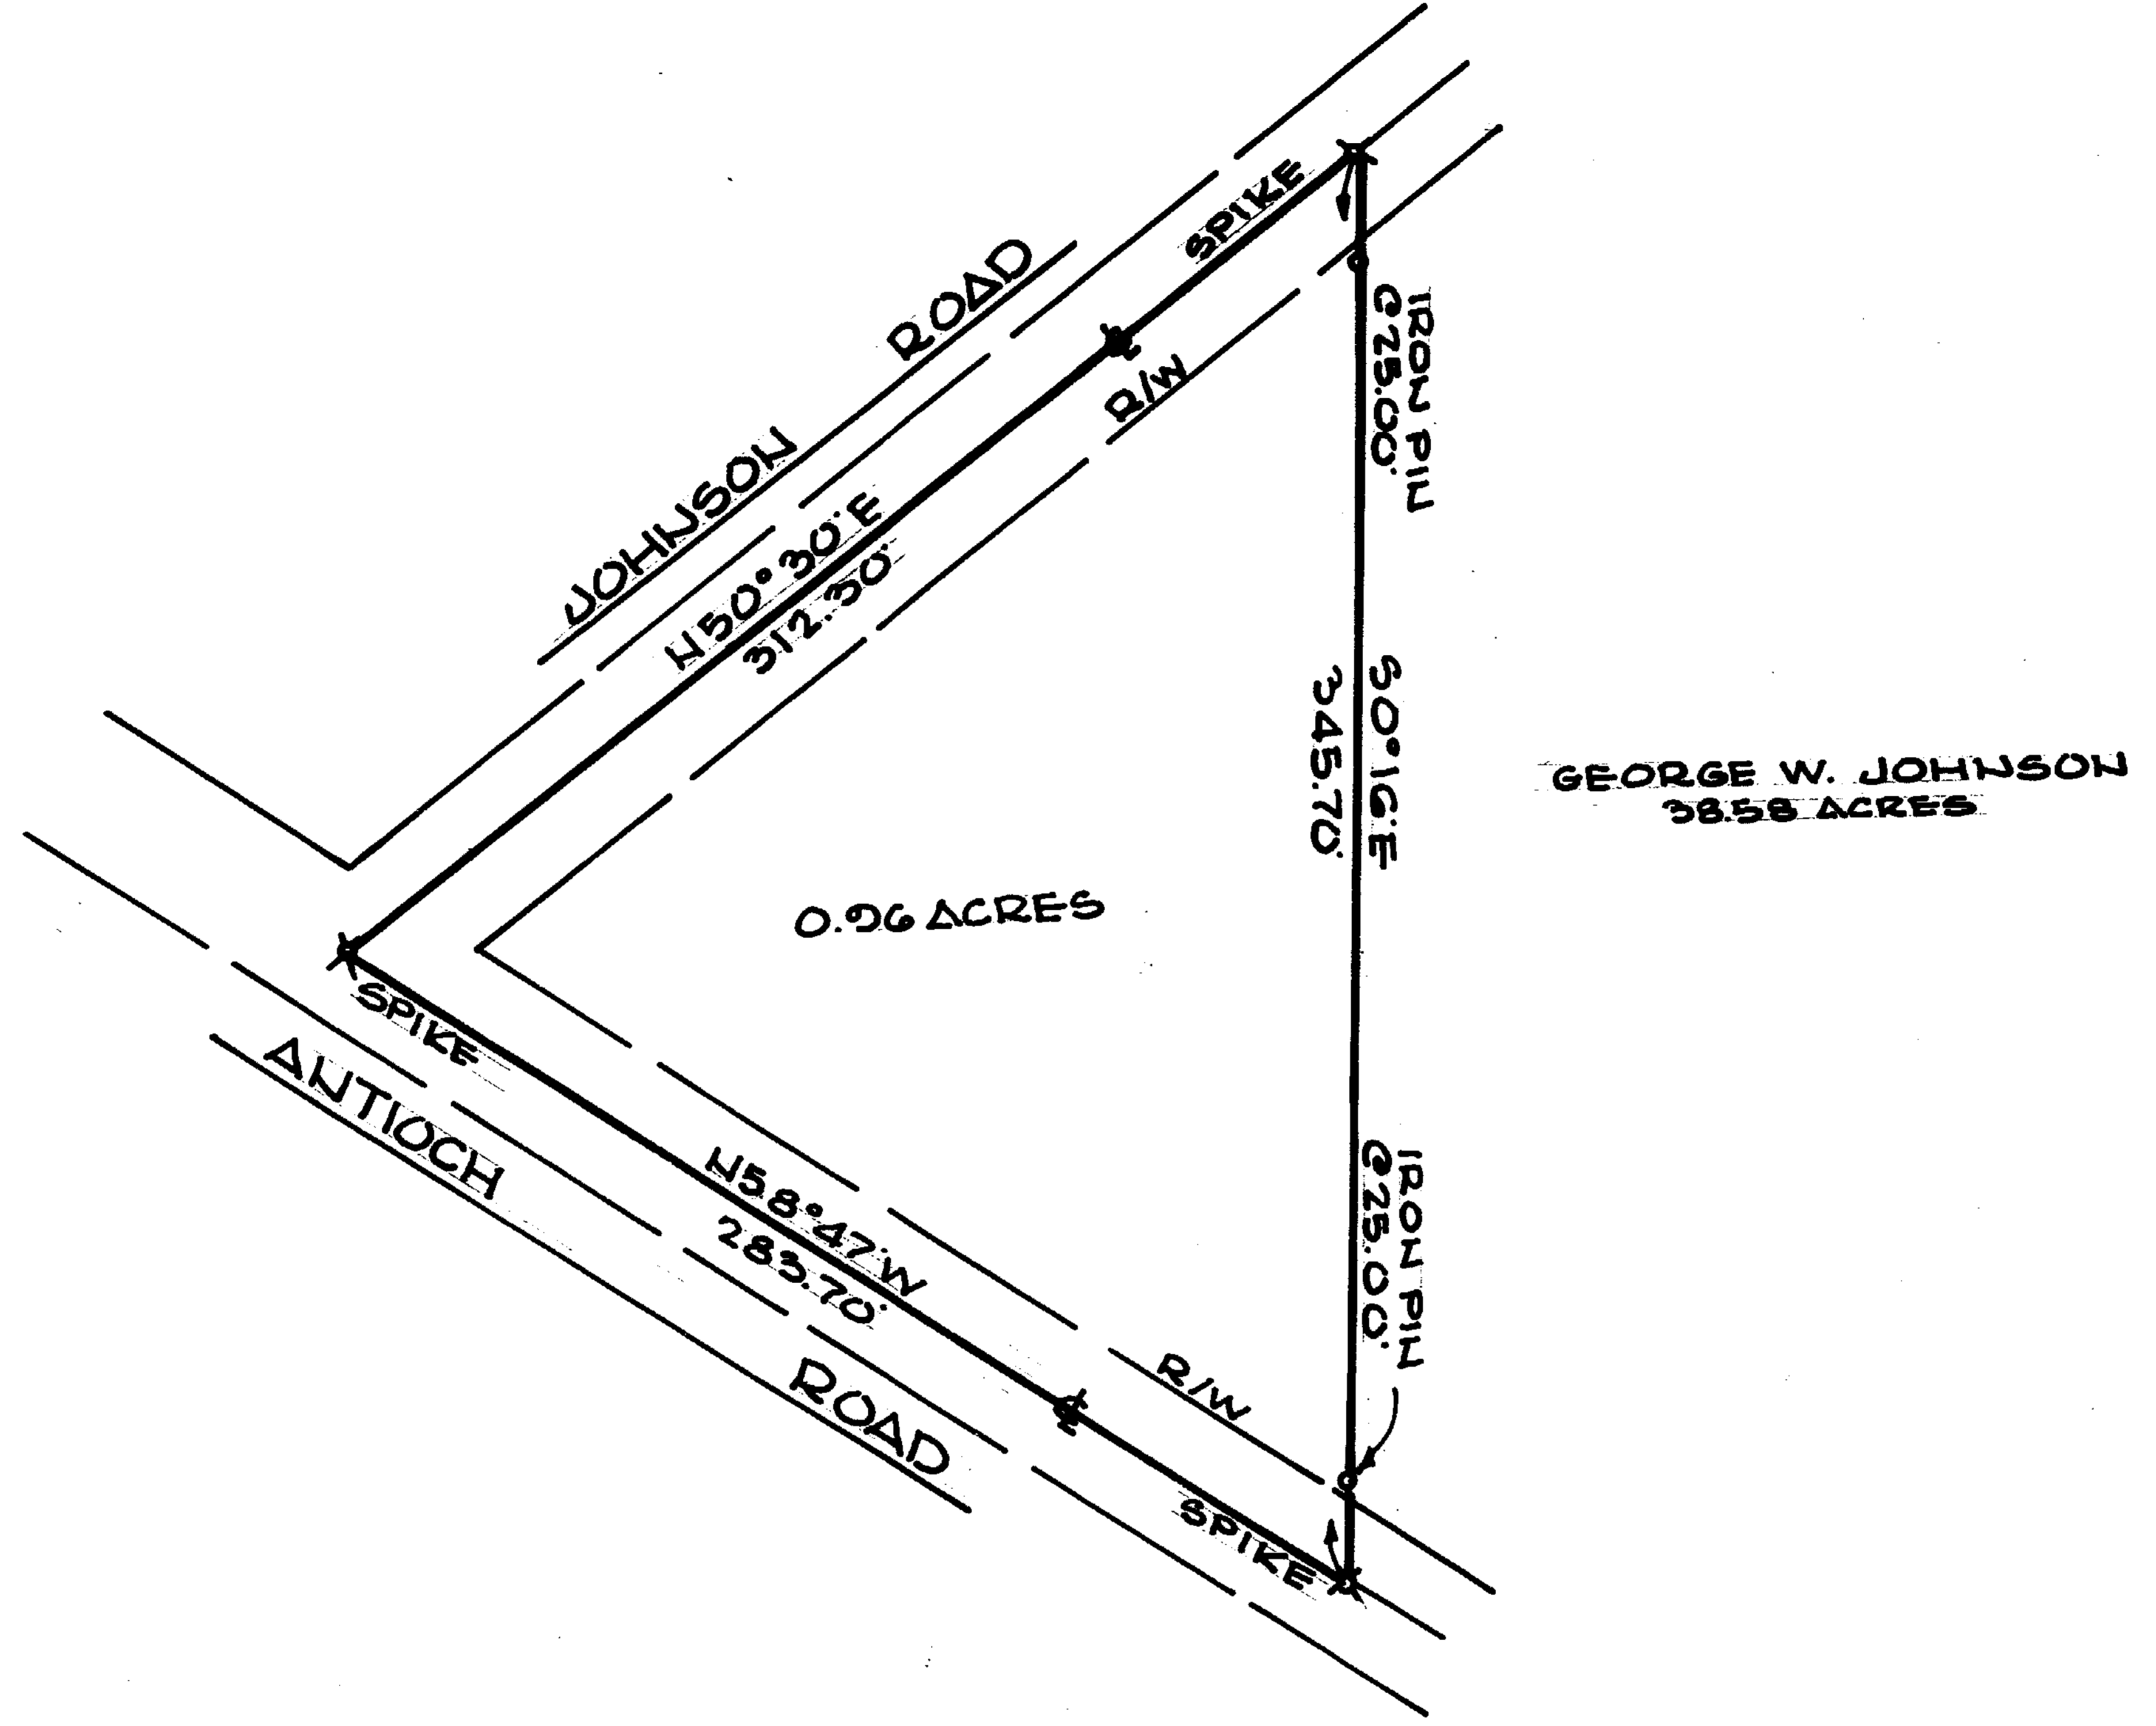 SPIKE
JOHNSON ROAD
R/W
N50°30'E
312.30'
IRON PIN
@25.00'
S0°16'E
345.70'
GEORGE W. JOHNSON
38.58 ACRES
0.96 ACRES
SPIKE
ANTIOCH ROAD
N58°47'W
283.70'
R/W
IRON PIN
@25.00'
SPIKE